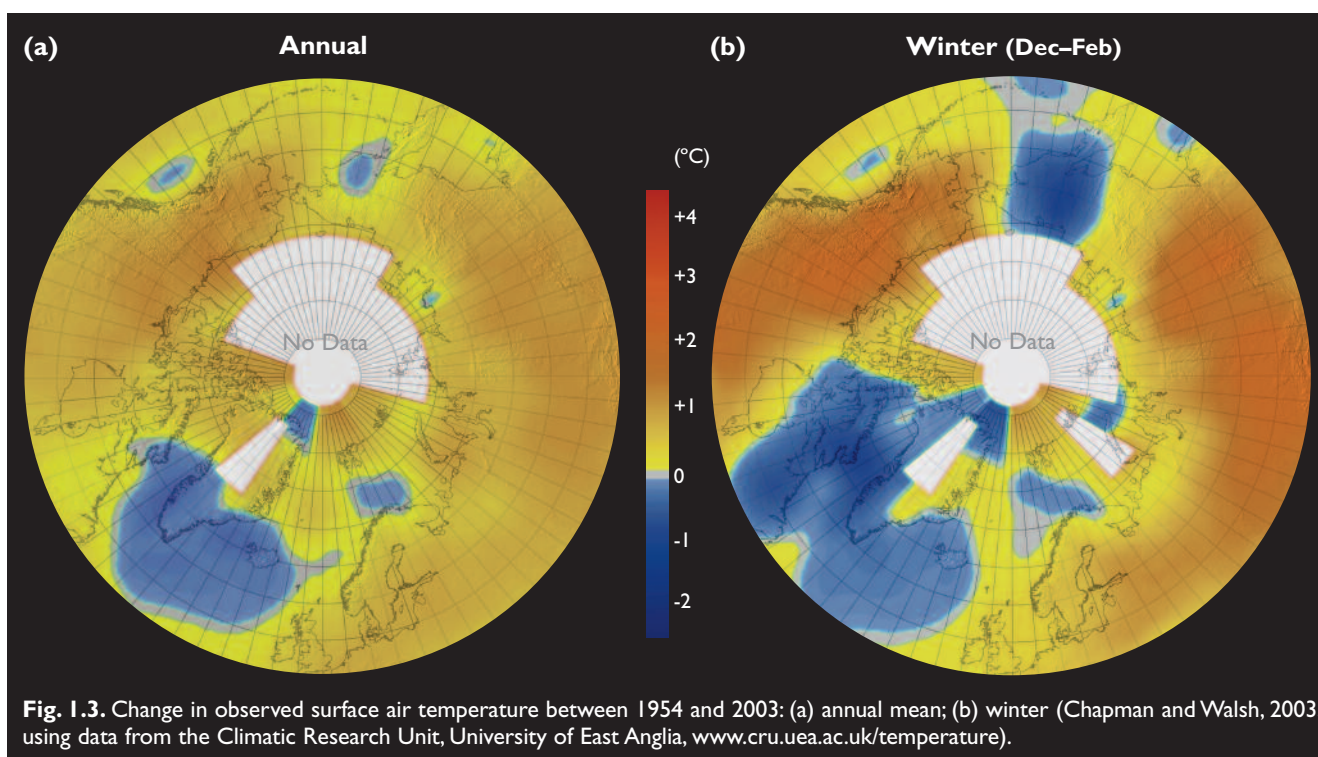 (a)
Annual
(b)
Winter (Dec–Feb)
(ºC)
+4
+3
+2
+1
0
-1
-2
No Data
No Data
Fig. 1.3. Change in observed surface air temperature between 1954 and 2003: (a) annual mean; (b) winter (Chapman and Walsh, 2003
using data from the Climatic Research Unit, University of East Anglia, www.cru.uea.ac.uk/temperature).